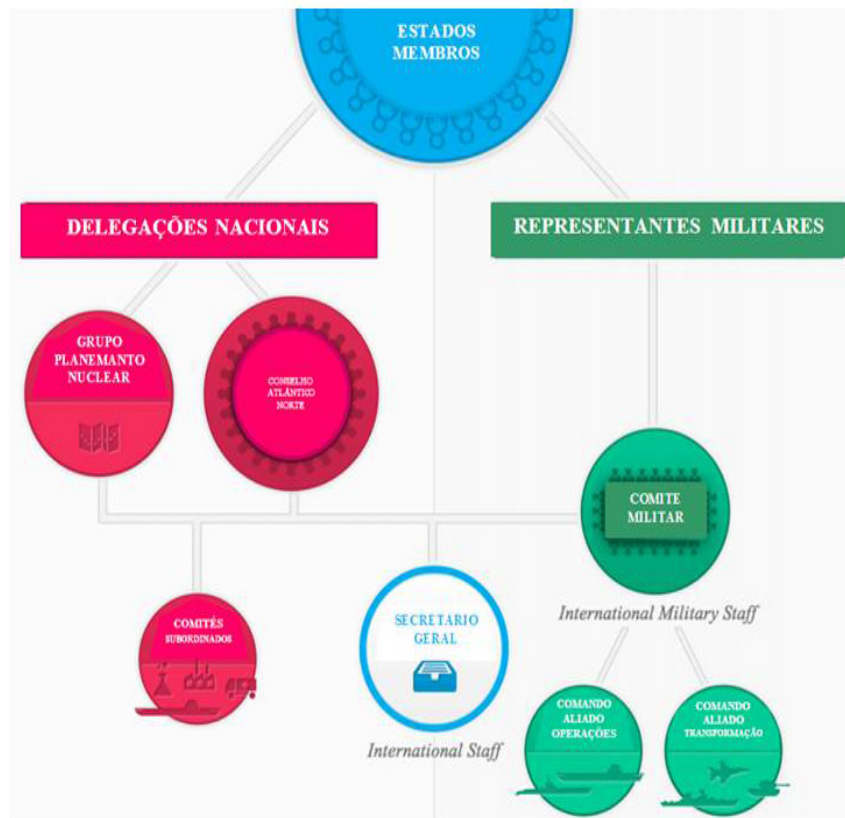 ESTADOS
MEMBROS
DELEGAÇÕES NACIONAIS
REPRESENTANTES MILITARES
GRUPO
PLANEMANTO
NUCLEAR
CONSELHO
ATLÂNTICO
NORTE
COMITE
MILITAR
International Military Staff
COMITÉS
SUBORDINADOS
SECRETARIO
GERAL
International Staff
COMANDO
ALIADO
OPERAÇÕES
COMANDO
ALIADO
TRANSFORMAÇÃO